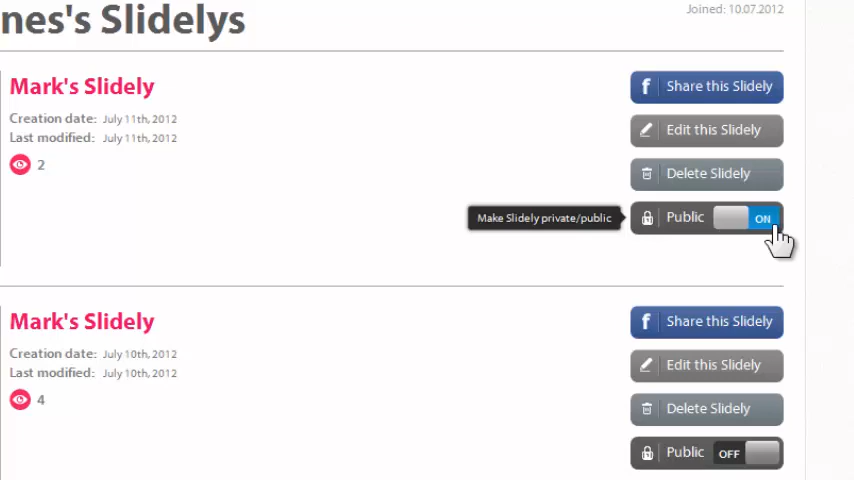 nes's Slidelys
Joined: 10.07.2012
Mark's Slidely
Creation date: July 11th, 2012
Last modified: July 11th, 2012
2
f Share this Slidely
Edit this Slidely
Delete Slidely
Make Slidely private/public
Public ON
Mark's Slidely
Creation date: July 10th, 2012
Last modified: July 10th, 2012
4
f Share this Slidely
Edit this Slidely
Delete Slidely
Public OFF